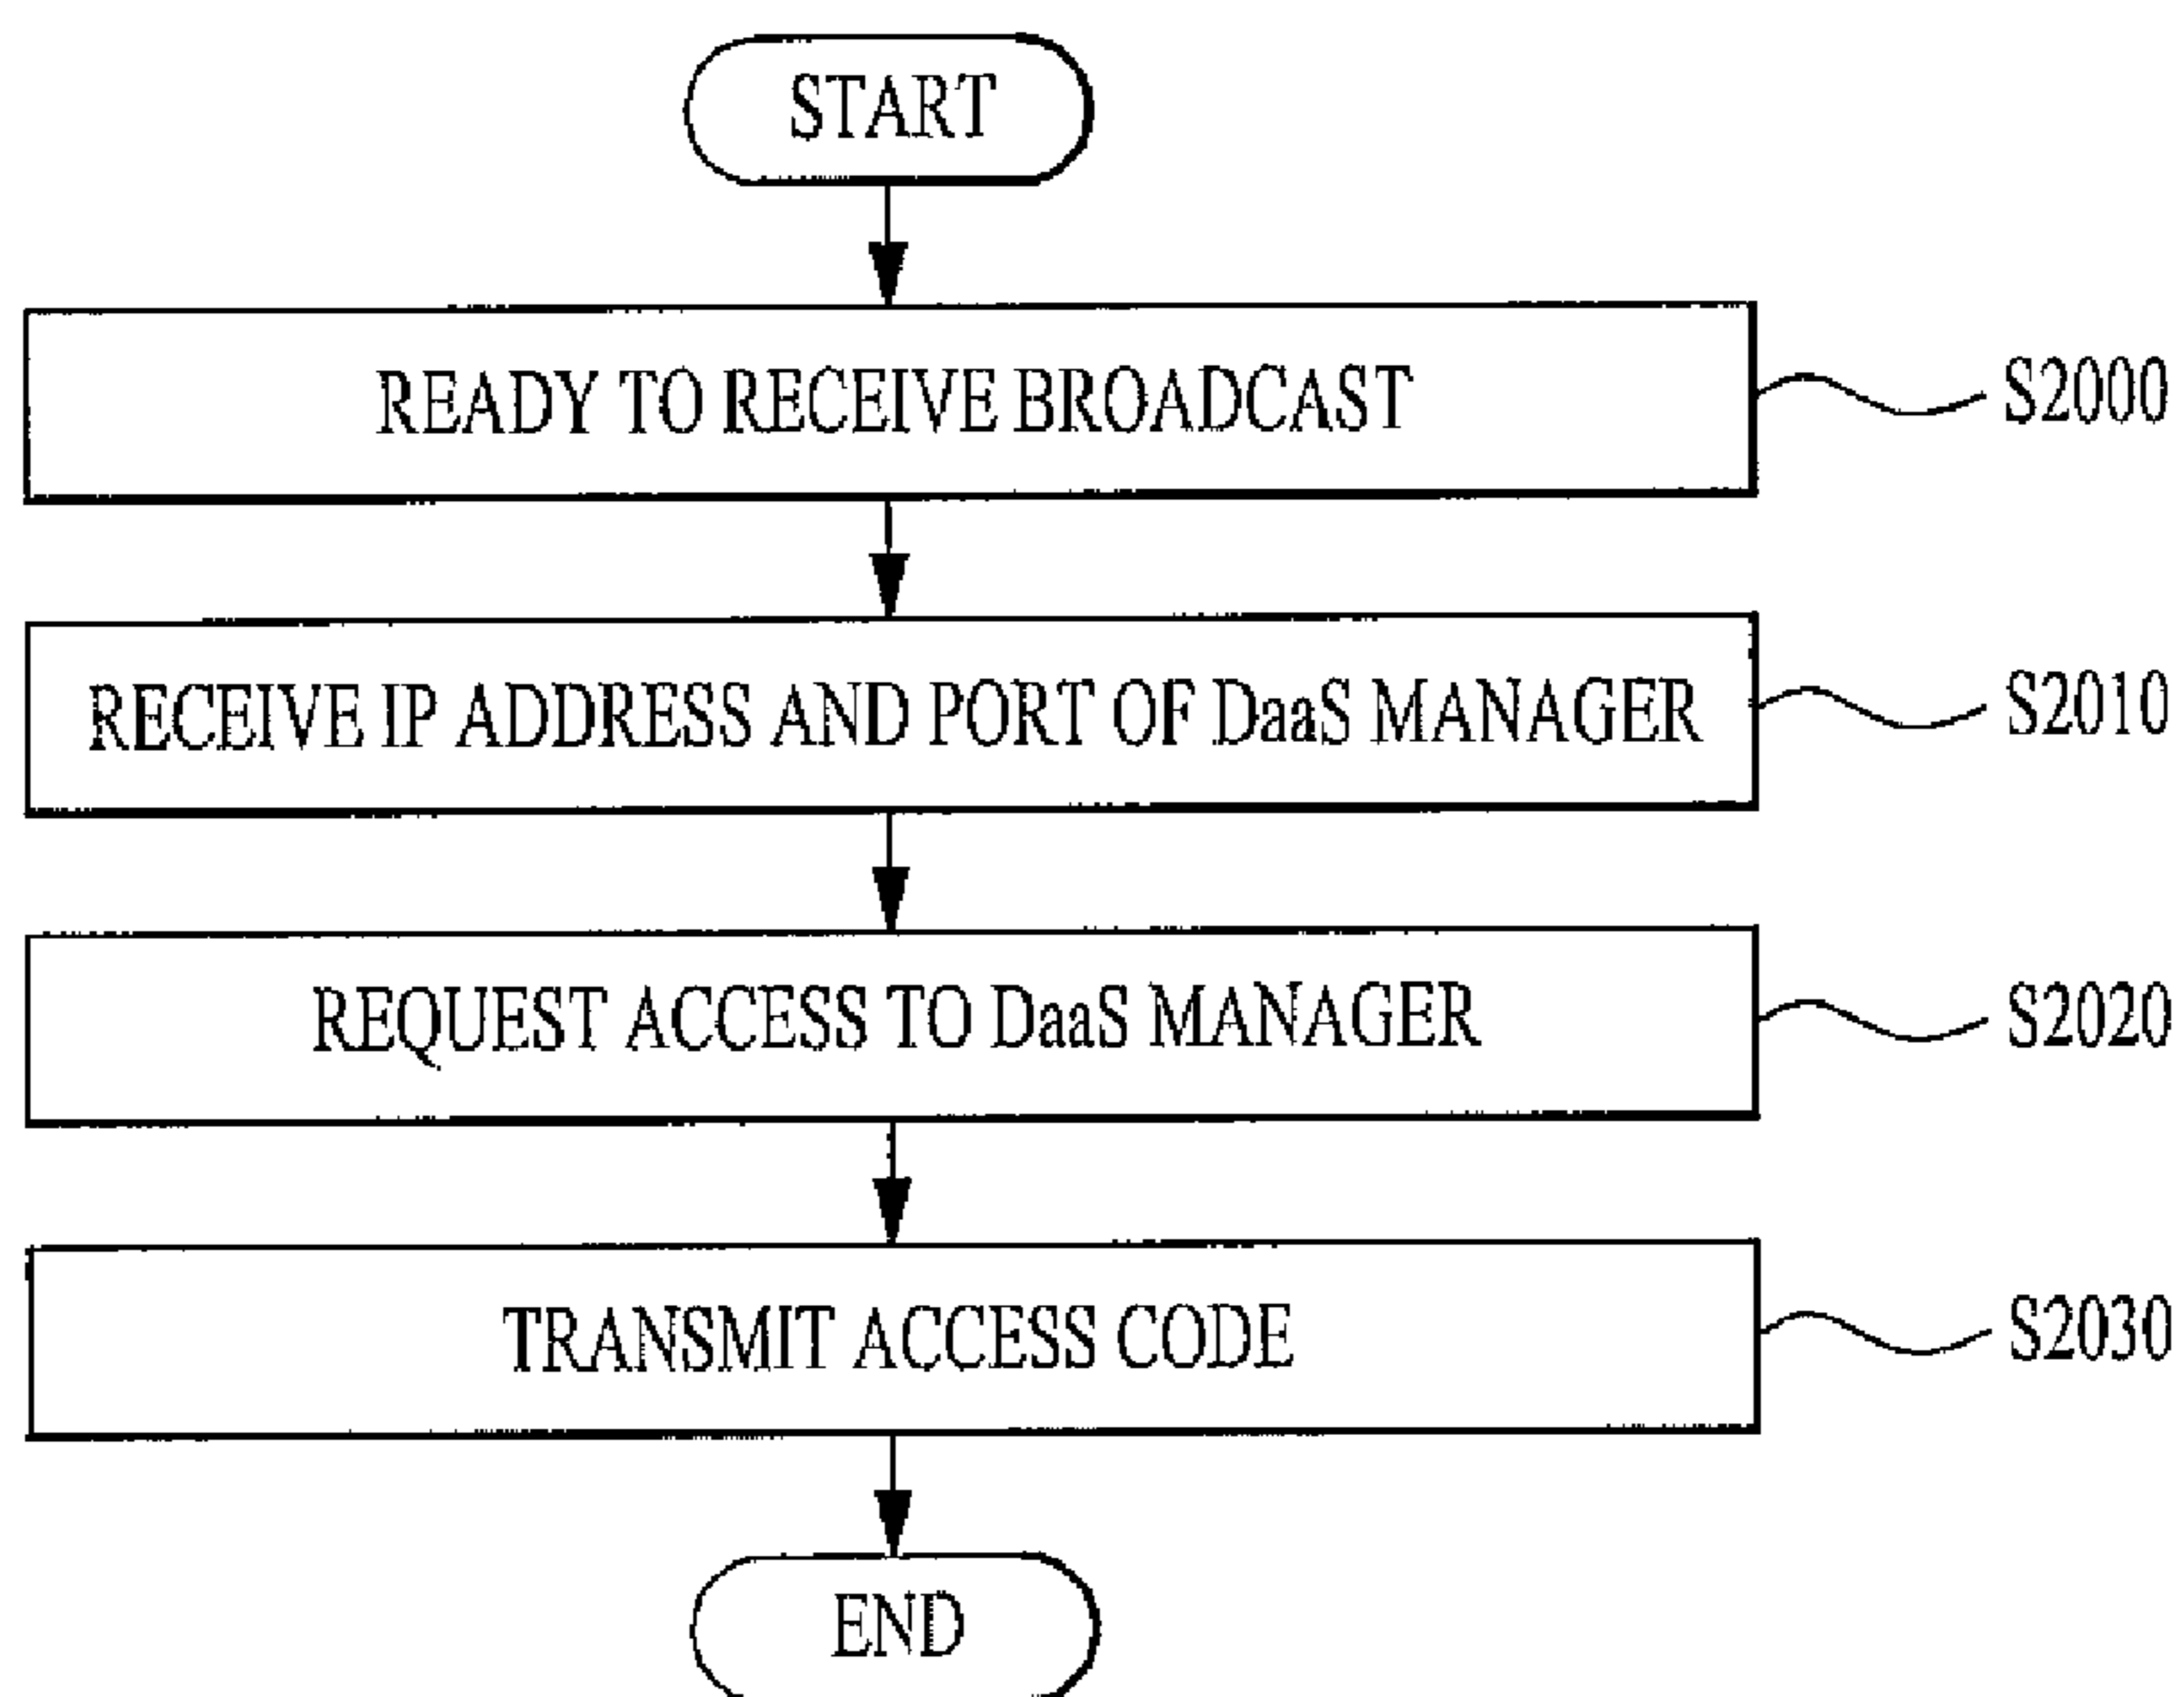 START
READY TO RECEIVE BROADCAST
S2000
RECEIVE IP ADDRESS AND PORT OF DaaS MANAGER
S2010
REQUEST ACCESS TO DaaS MANAGER
S2020
TRANSMIT ACCESS CODE
S2030
END